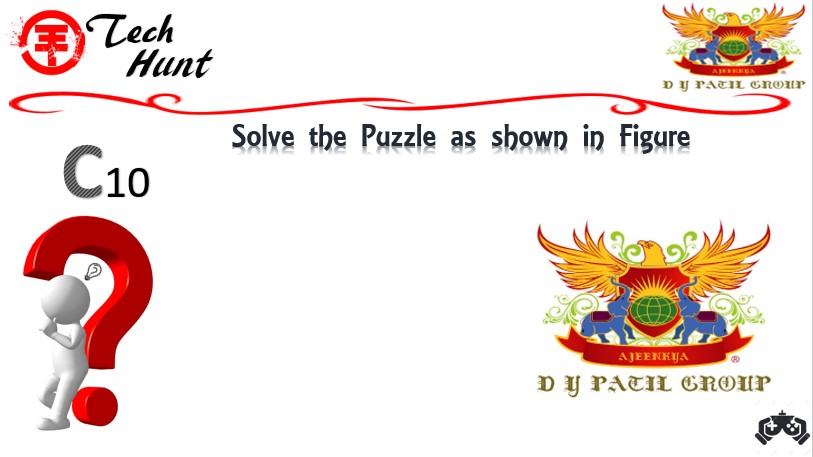 Tech
Hunt
AJEENKYA
®
D Y PATIL GROUP
Solve the Puzzle as shown in Figure
C10
AJEENKYA
®
D Y PATIL GROUP